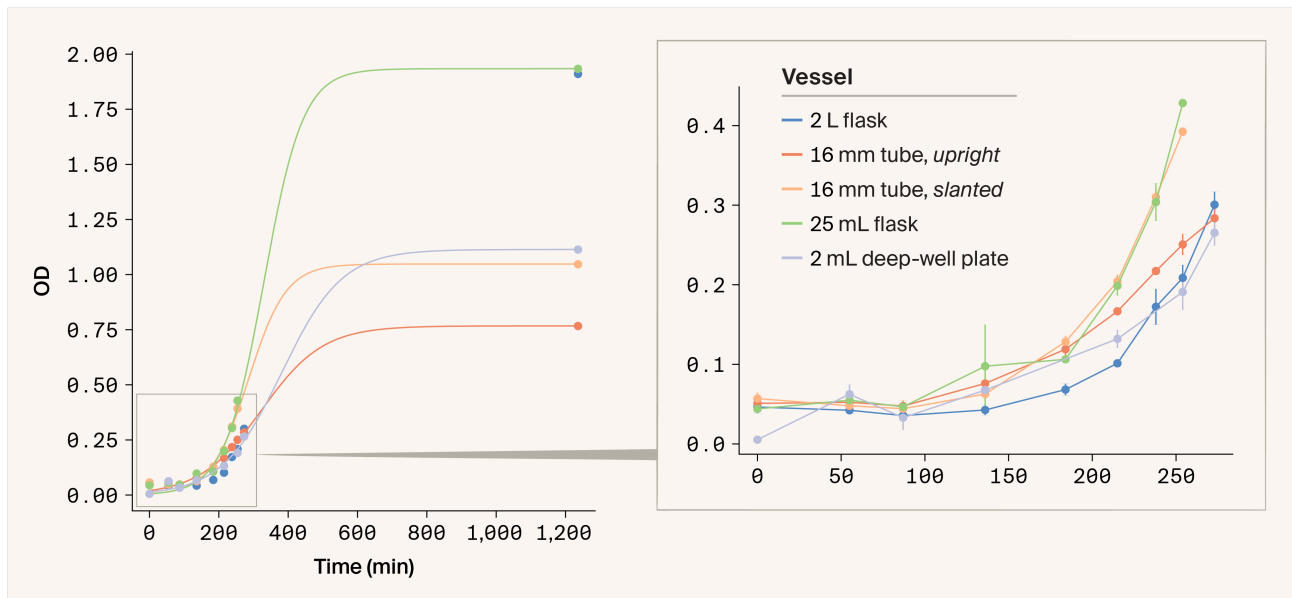 2.00
1.75
1.50
1.25
1.00
0.75
0.50
0.25
0.00
OD
0 200 400 600 800 1,000 1,200
Time (min)
Vessel
2 L flask
16 mm tube, upright
16 mm tube, slanted
25 mL flask
2 mL deep-well plate
0.4
0.3
0.2
0.1
0.0
0 50 100 150 200 250